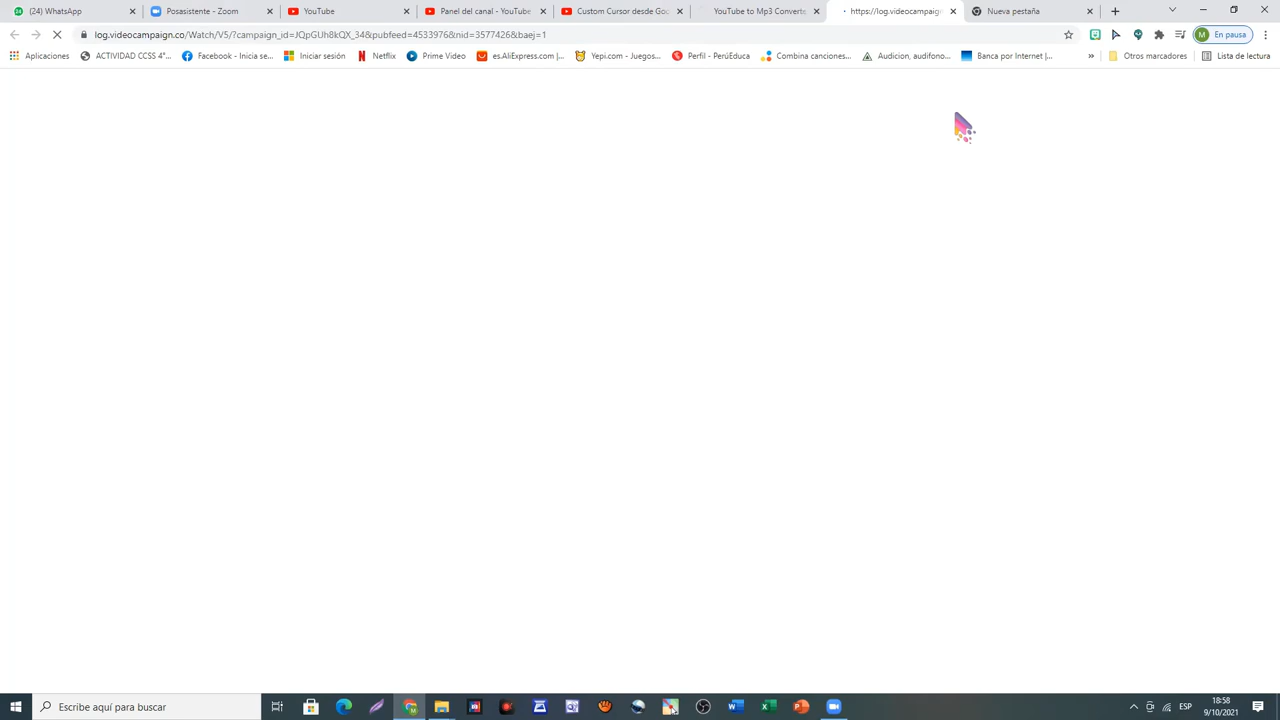 (24) WhatsApp
Posasistente - Zoom
YouTube
Panel del canal - YouTube
Custom Cursor desde Goo
YouTube to Mp3 Converte
https://log.videocampaign
Nueva pestaña
log.videocampaign.co/Watch/V5/?campaign_id=JQpGUh8kQX_34&pubfeed=4533976&nid=3577426&baej=1
M En pausa
Aplicaciones
ACTIVIDAD CCSS 4°...
Facebook - Inicia se...
Iniciar sesión
Netflix
Prime Video
es.AliExpress.com |...
Yepi.com - Juegos...
Perfil - PerúEduca
Combina canciones...
Audicion, audifono...
Banca por Internet |...
»
Otros marcadores
Lista de lectura
Escribe aquí para buscar
ESP
18:58
9/10/2021